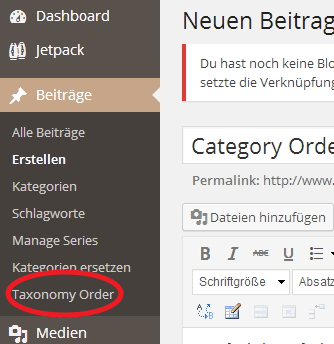 Dashboard
Jetpack
Beiträge
Alle Beiträge
Erstellen
Kategorien
Schlagworte
Manage Series
Kategorien ersetzen
Taxonomy Order
Medien
Neuen Beitrag
Du hast noch keine Blo
setzte die Verknüpfun
Category Orde
Permalink: http://www.
Dateien hinzufügen
B I ABC U
Schriftgröße Absatz